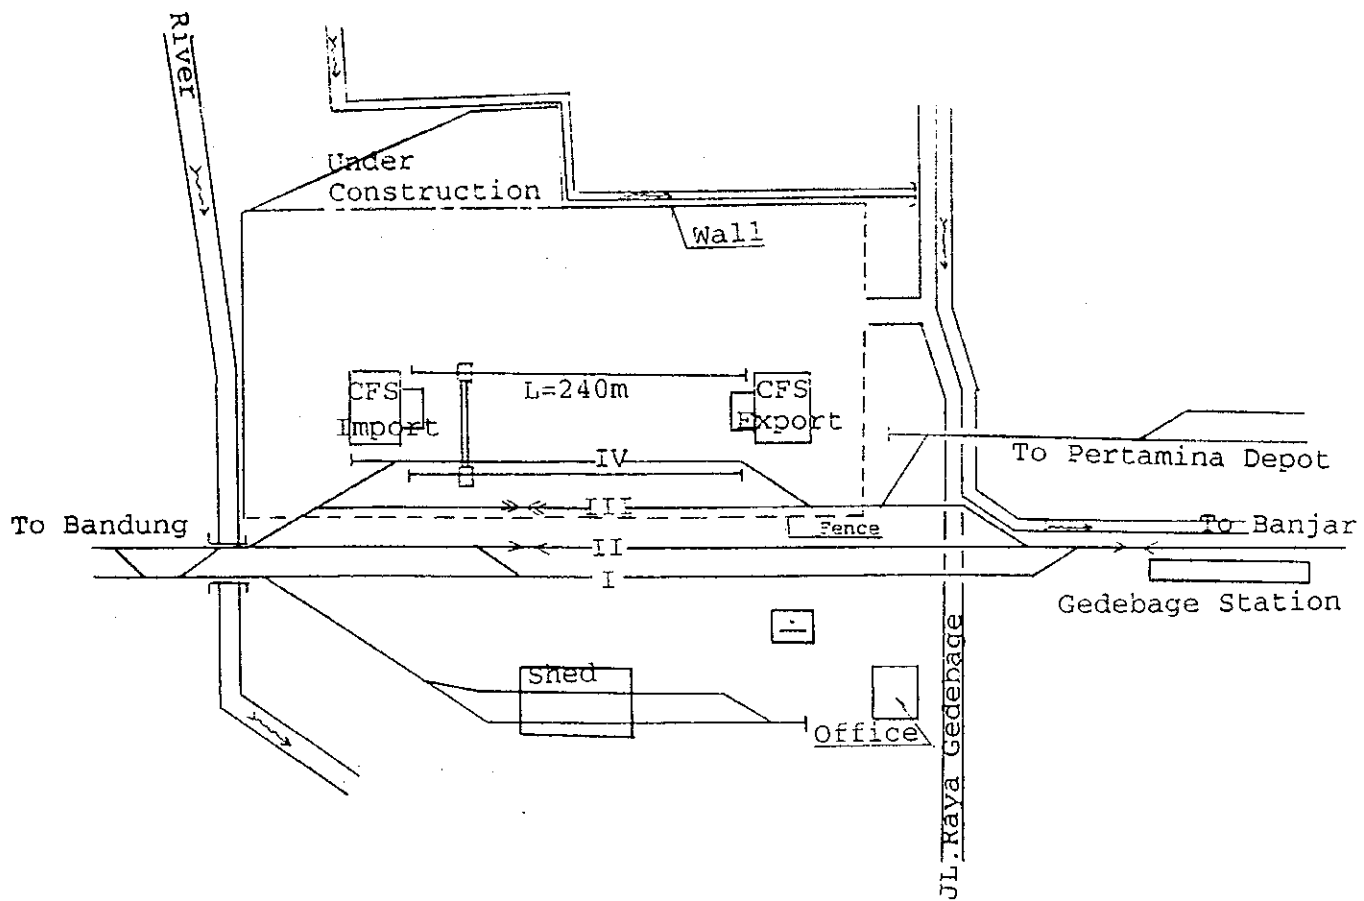 River
Under
Construction
Wall
CFS
Import
L=240m
CFS
Export
IV
To Pertamina Depot
III
To Bandung
Fence
To Banjar
II
I
Gedebage Station
Shed
Office
JL.Raya Gedebage